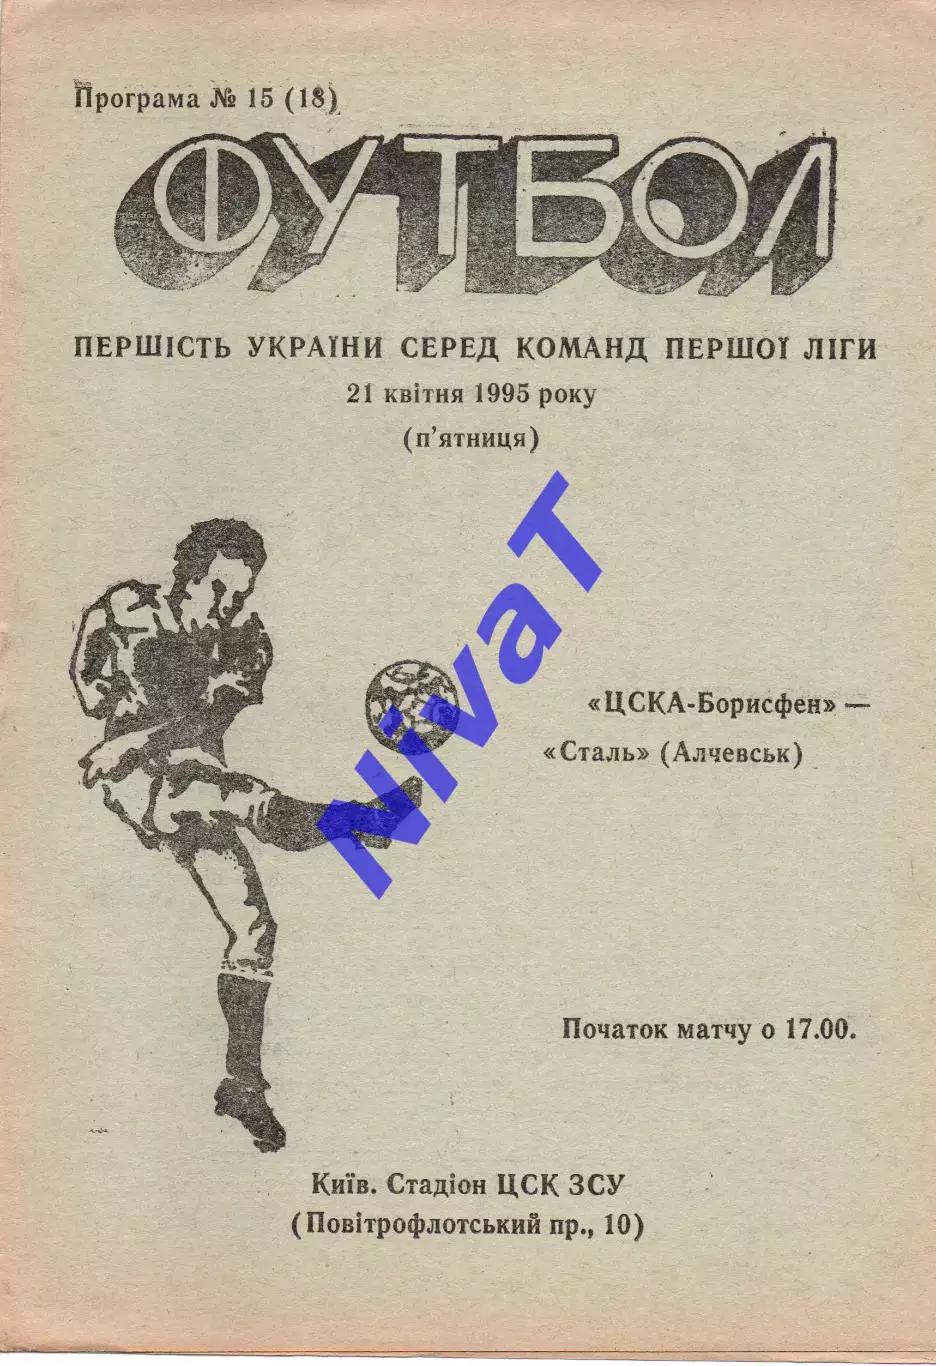 Програма № 15 (18)
ФУТБОЛ
ПЕРШІСТЬ УКРАЇНИ СЕРЕД КОМАНД ПЕРШОЇ ЛІГИ
21 квітня 1995 року
(п'ятниця)
«ЦСКА-Борисфен» —
«Сталь» (Алчевськ)
NivaT
Початок матчу о 17.00.
Київ. Стадіон ЦСК ЗСУ
(Повітрофлотський пр., 10)